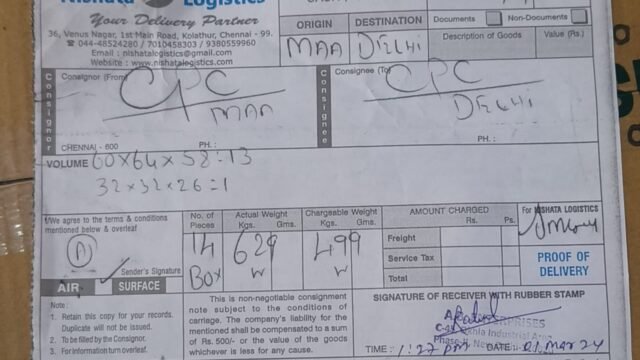 Nishata Logistics
Your Delivery Partner
36, Venus Nagar, 1st Main Road, Kolathur, Chennai - 99.
☎ 044-48524280 / 7010458303 / 9380559960
Email : nishatalogistics@gmail.com
Website : www.nishatalogistics.com
ORIGIN DESTINATION
MAA DELHI
Documents Non-Documents
Description of Goods Value (Rs.)
Consignor
Consignor (From)
CPC
MAA
CHENNAI - 600 PH. :
Consignee
Consignee (To)
CPC
DELHI
PH. :
VOLUME 60x64x58=13
32x32x26=1
I/We agree to the terms & conditions
mentioned below & overleaf
A
Sender's Signature
AIR SURFACE
No. of Pieces
14
Box
Actual Weight
Kgs. Gms.
629
W
Chargeable Weight
Kgs. Gms.
499
W
AMOUNT CHARGED
Rs. Ps.
Freight
Service Tax
Total
For NISHATA LOGISTICS
PROOF OF
DELIVERY
Note :
1. Retain this copy for your records.
Duplicate will not be issued.
2. To be filled by the Consignor.
3. For information turn overleaf.
This is non-negotiable consignment
note subject to the conditions of
carriage. The company's liability for the
mentioned shall be compensated to a sum
of Rs. 500/- or the value of the goods
whichever is less for any cause.
SIGNATURE OF RECEIVER WITH RUBBER STAMP
Industrial Area
TIME : 1:27 PM DATE : 01 Mar 24